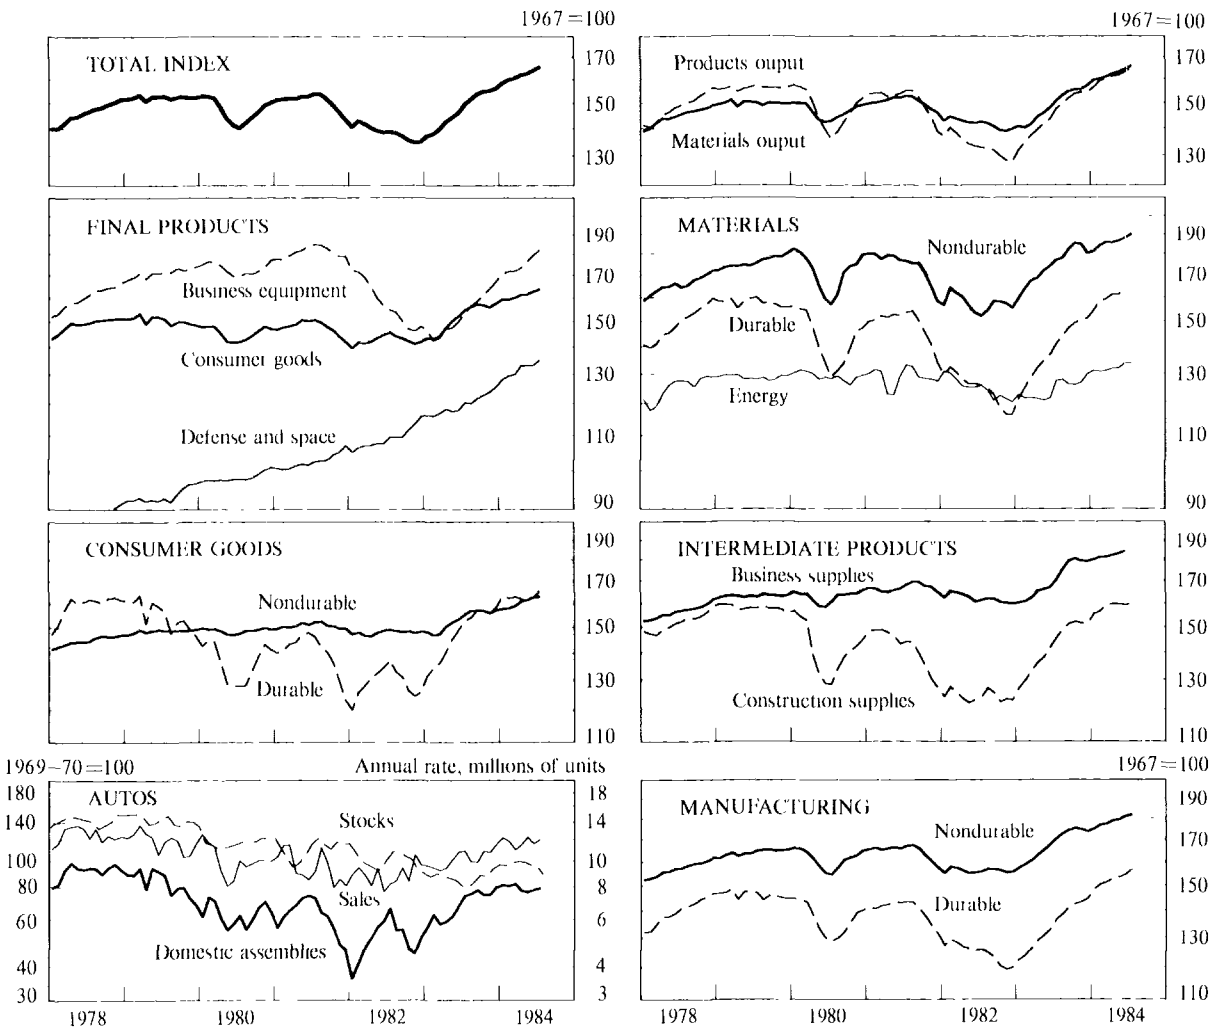 1967=100
TOTAL INDEX
170
150
130
FINAL PRODUCTS
190
170
150
130
110
90
Business equipment
Consumer goods
Defense and space
CONSUMER GOODS
190
170
150
130
110
Nondurable
Durable
1969–70=100
Annual rate, millions of units
AUTOS
180
140
100
80
60
40
30
18
14
10
8
6
4
3
Stocks
Sales
Domestic assemblies
1978
1980
1982
1984
1967=100
Products ouput
Materials ouput
170
150
130
MATERIALS
190
170
150
130
110
90
Nondurable
Durable
Energy
INTERMEDIATE PRODUCTS
190
170
150
130
110
Business supplies
Construction supplies
1967=100
MANUFACTURING
190
170
150
130
110
Nondurable
Durable
1978
1980
1982
1984